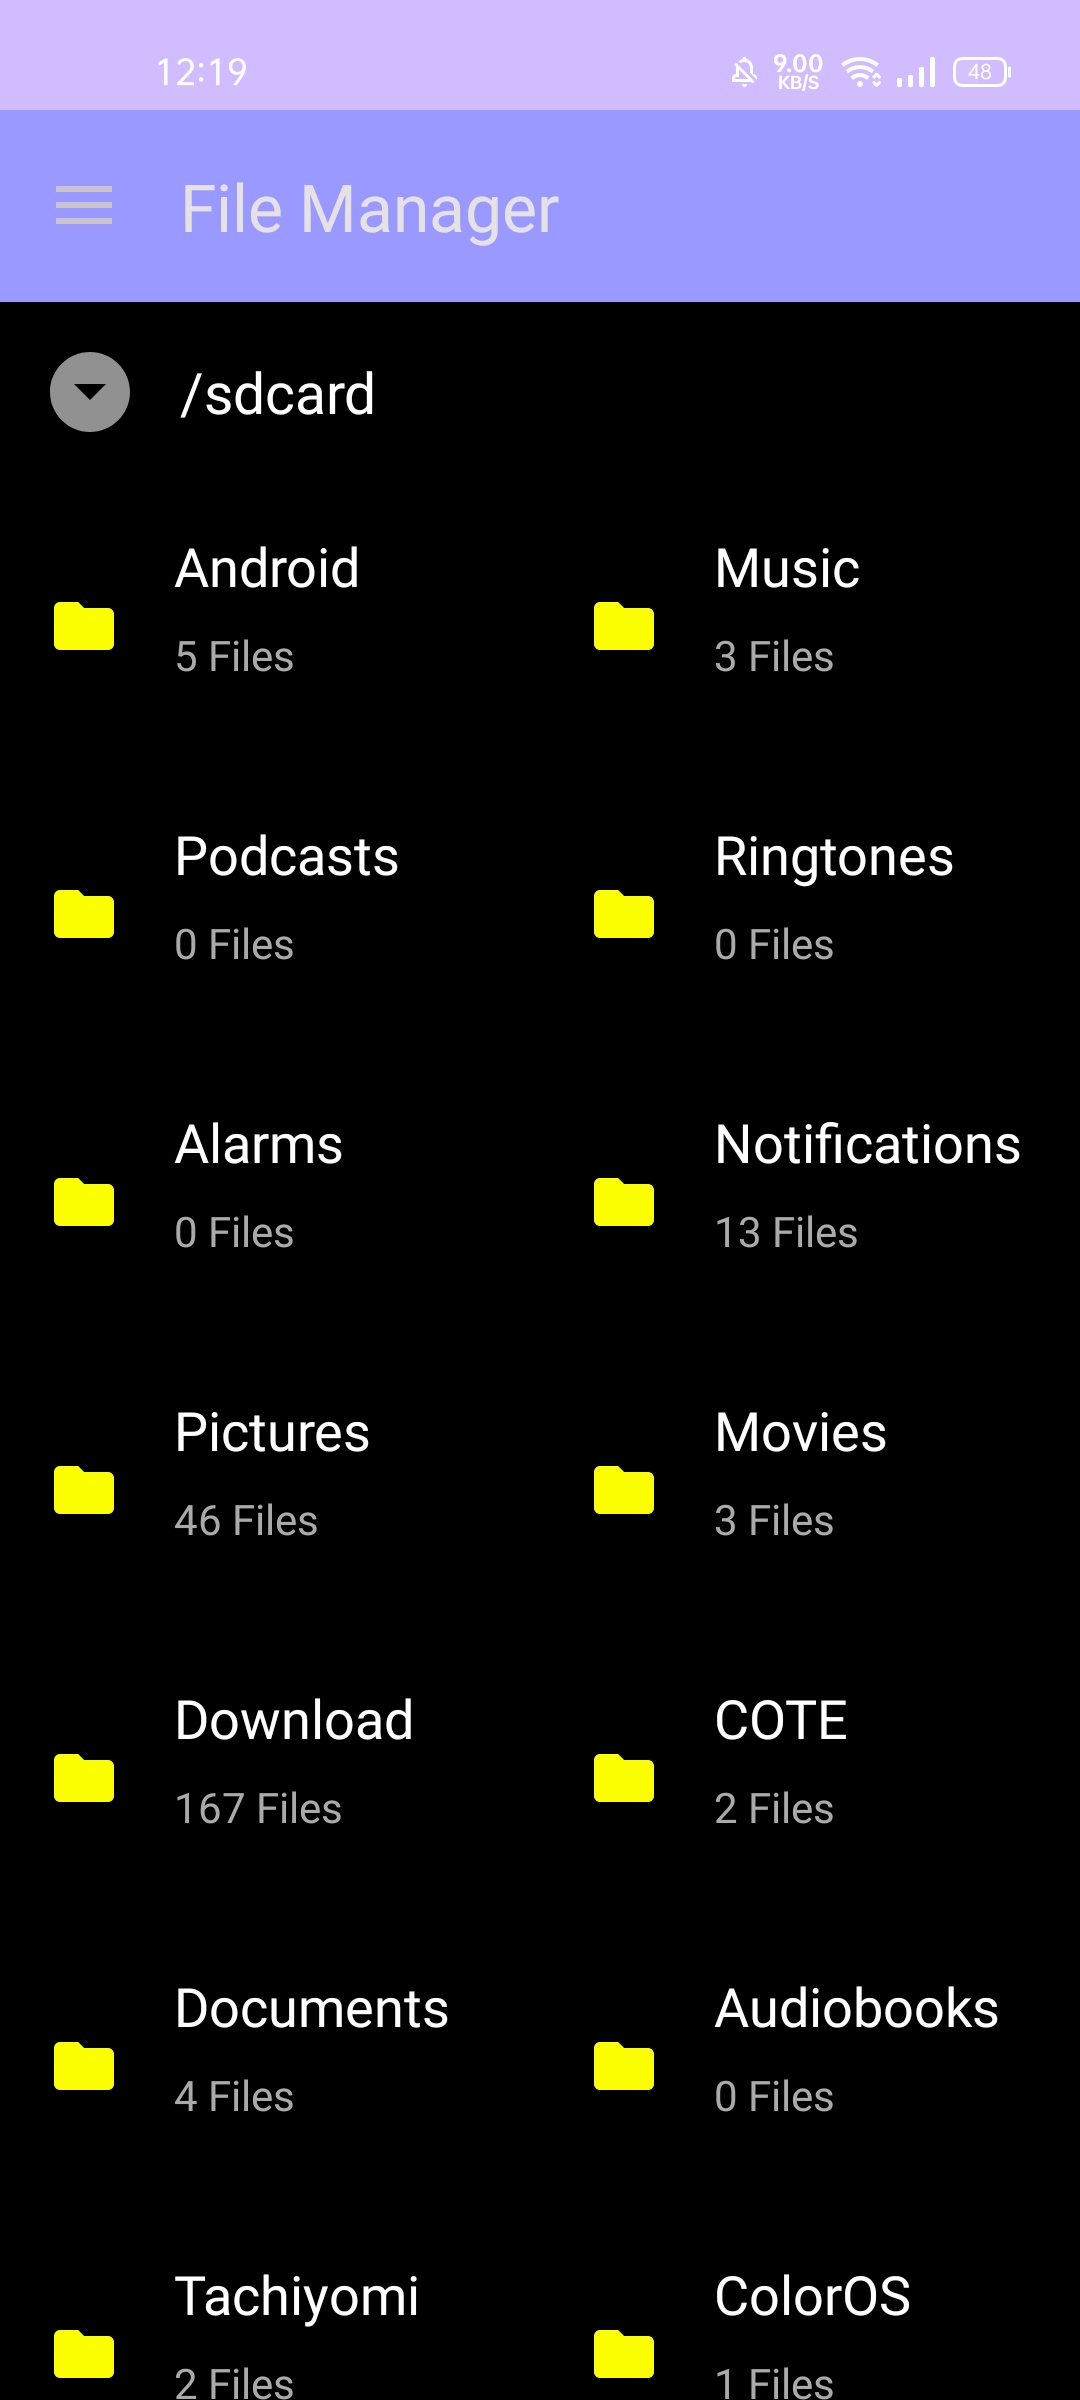 12:19
9.00
KB/S
48
File Manager
/sdcard
Android
5 Files
Music
3 Files
Podcasts
0 Files
Ringtones
0 Files
Alarms
0 Files
Notifications
13 Files
Pictures
46 Files
Movies
3 Files
Download
167 Files
COTE
2 Files
Documents
4 Files
Audiobooks
0 Files
Tachiyomi
2 Files
ColorOS
1 Files